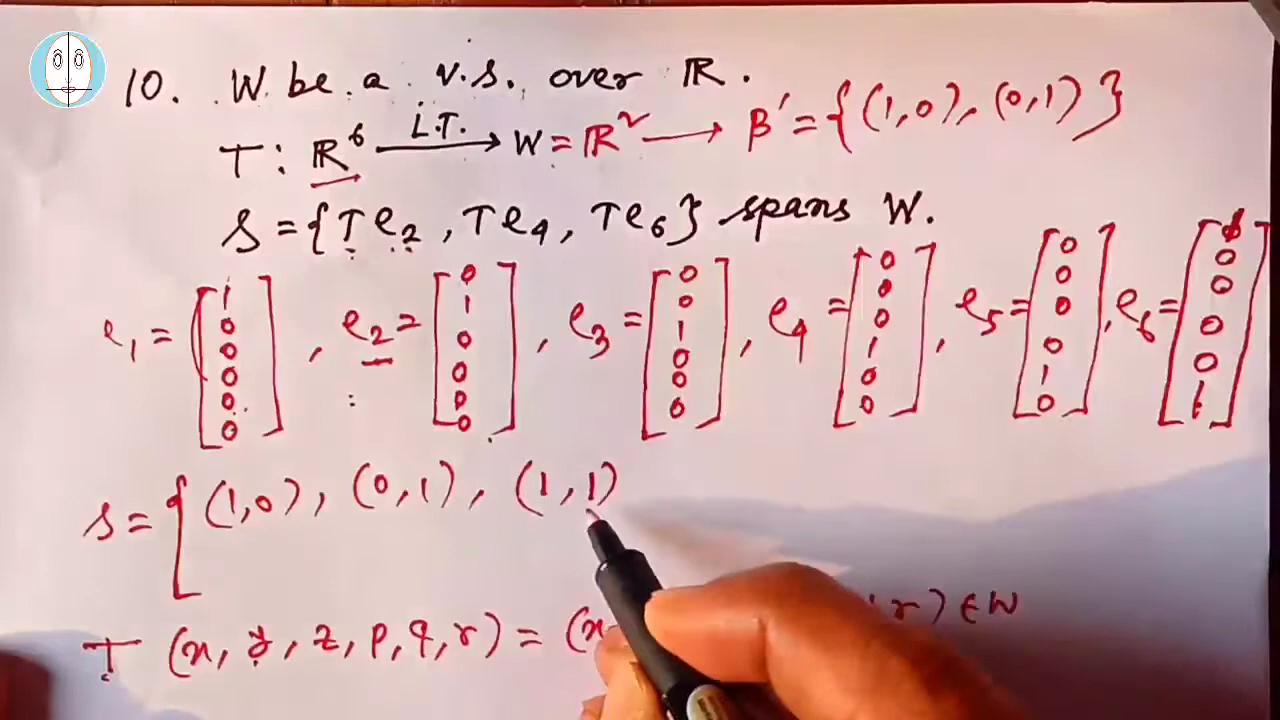 10. W be a v.s. over ℝ.
T : ℝ⁶ —L.T.→ W = ℝ² → β' = {(1,0), (0,1)}
S = {Te₂, Te₄, Te₆} spans W.
e₁ = [1 0 0 0 0 0], e₂ = [0 1 0 0 0 0], e₃ = [0 0 1 0 0 0], e₄ = [0 0 0 1 0 0], e₅ = [0 0 0 0 1 0], e₆ = [0 0 0 0 0 1]
S = { (1,0), (0,1), (1,1)
T (x, y, z, p, q, r) = (x r) ∈ W